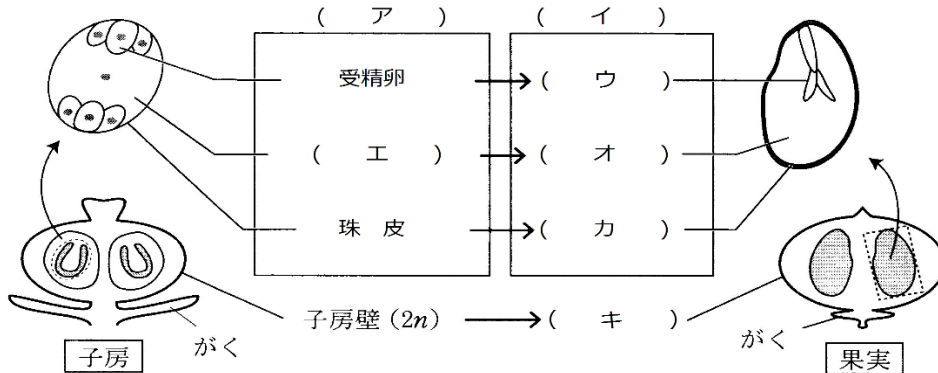 ( ア ) ( イ )
受精卵 → ( ウ )
( エ ) → ( オ )
珠 皮 → ( カ )
子房壁 (2n) → ( キ )
がく がく
子房 果実